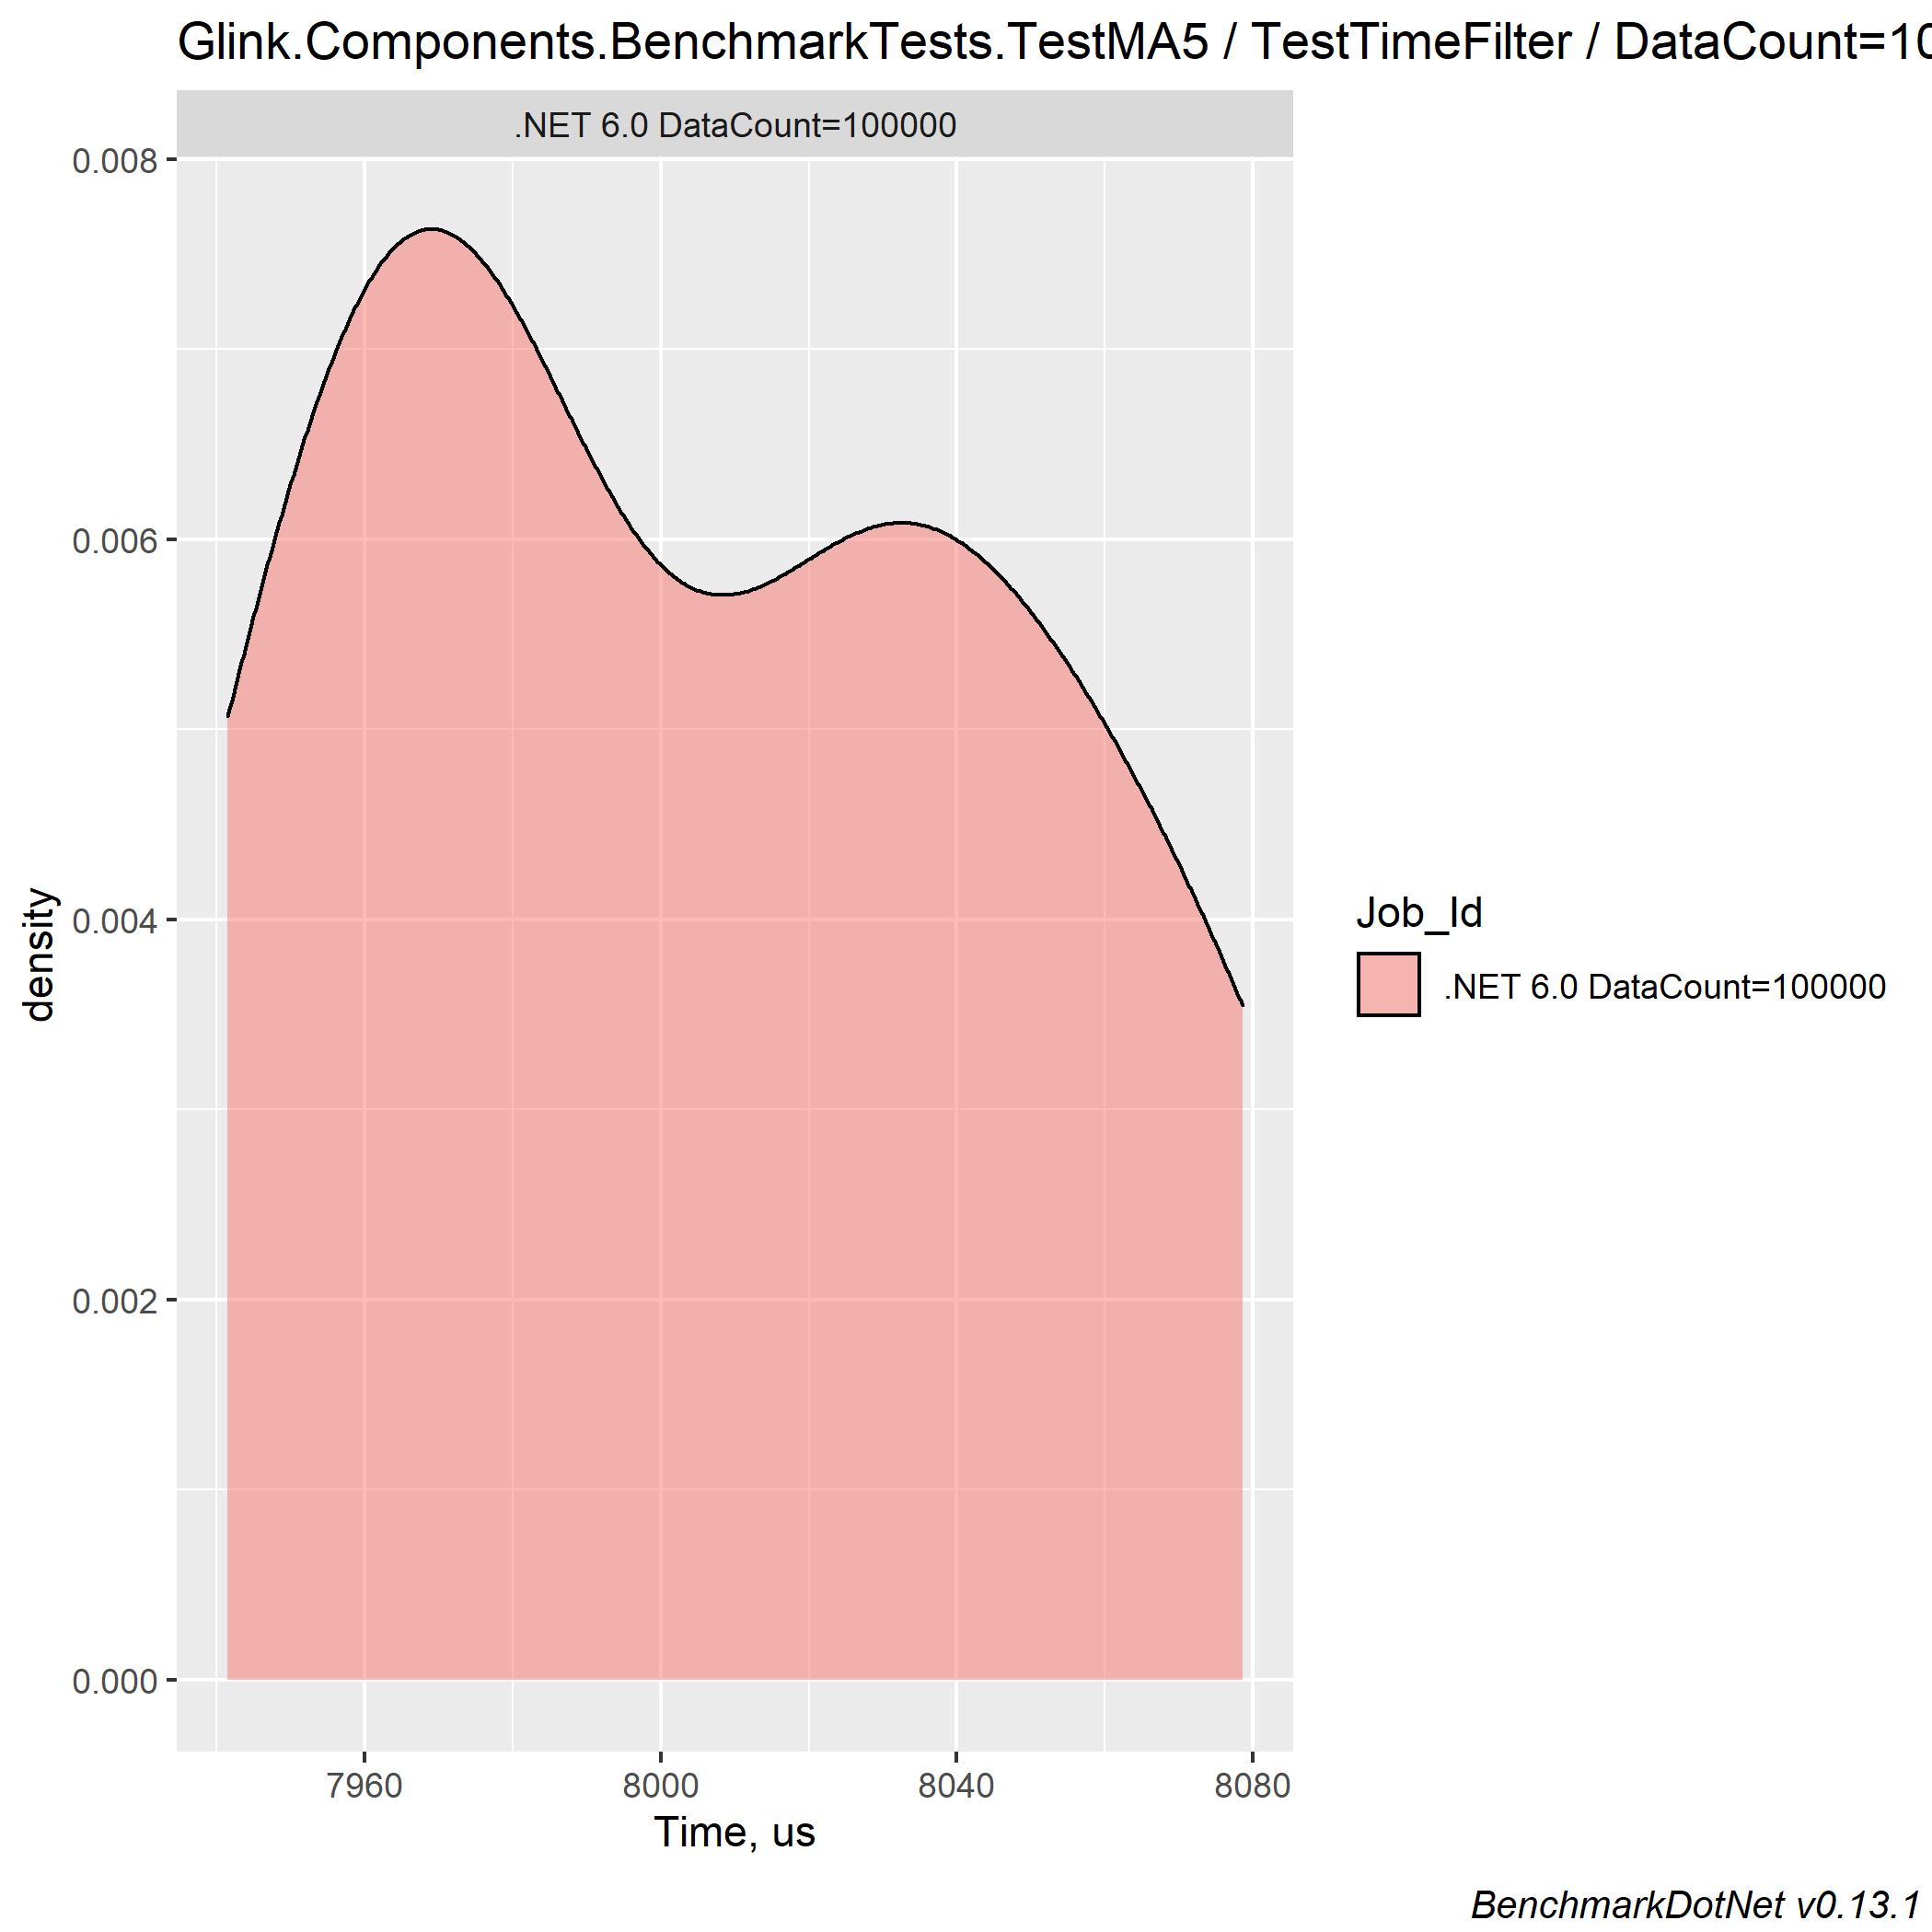 Glink.Components.BenchmarkTests.TestMA5 / TestTimeFilter / DataCount=10
.NET 6.0 DataCount=100000
0.008
0.006
0.004
0.002
0.000
density
7960 8000 8040 8080
Time, us
Job_Id
.NET 6.0 DataCount=100000
BenchmarkDotNet v0.13.1